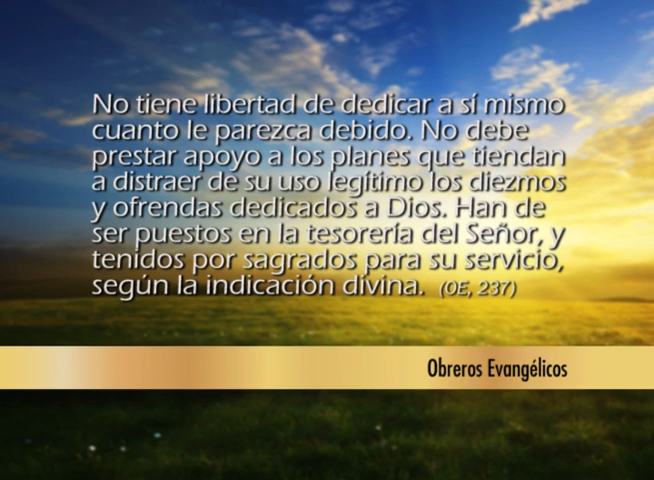 No tiene libertad de dedicar a sí mismo
cuanto le parezca debido. No debe
prestar apoyo a los planes que tiendan
a distraer de su uso legítimo los diezmos
y ofrendas dedicados a Dios. Han de
ser puestos en la tesorería del Señor, y
tenidos por sagrados para su servicio,
según la indicación divina. (OE, 237)
Obreros Evangélicos